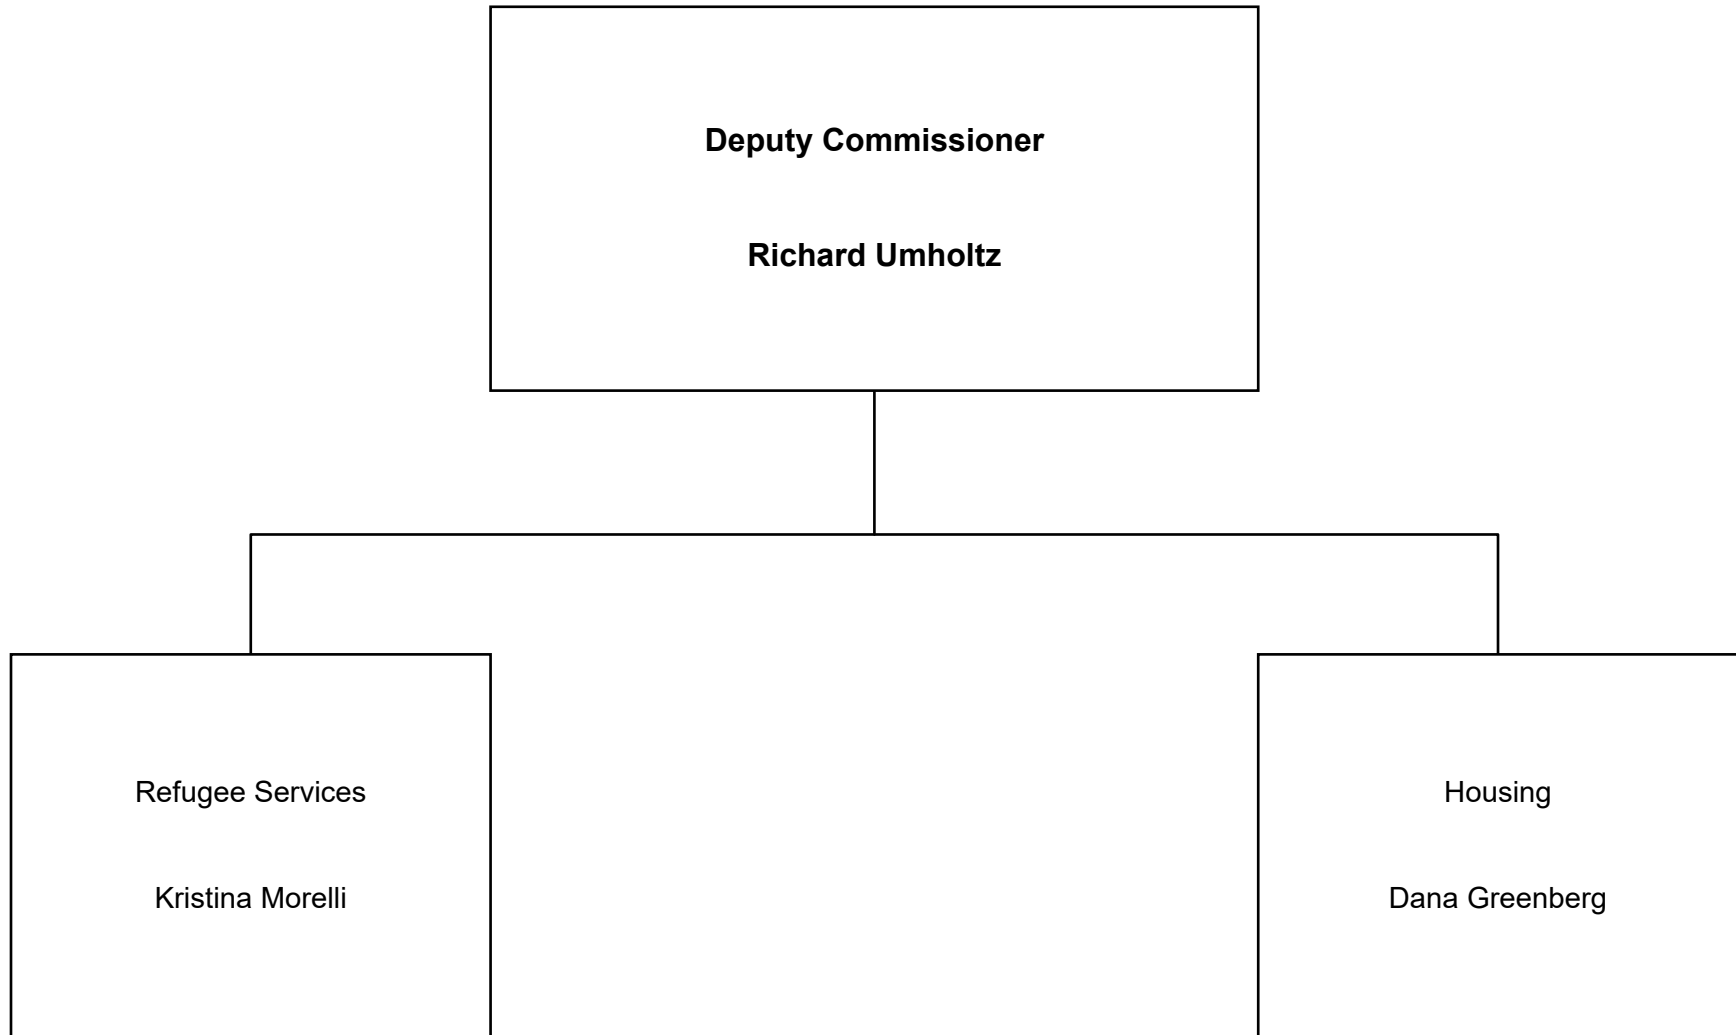 Deputy Commissioner
Richard Umholtz
Refugee Services
Kristina Morelli
Housing
Dana Greenberg